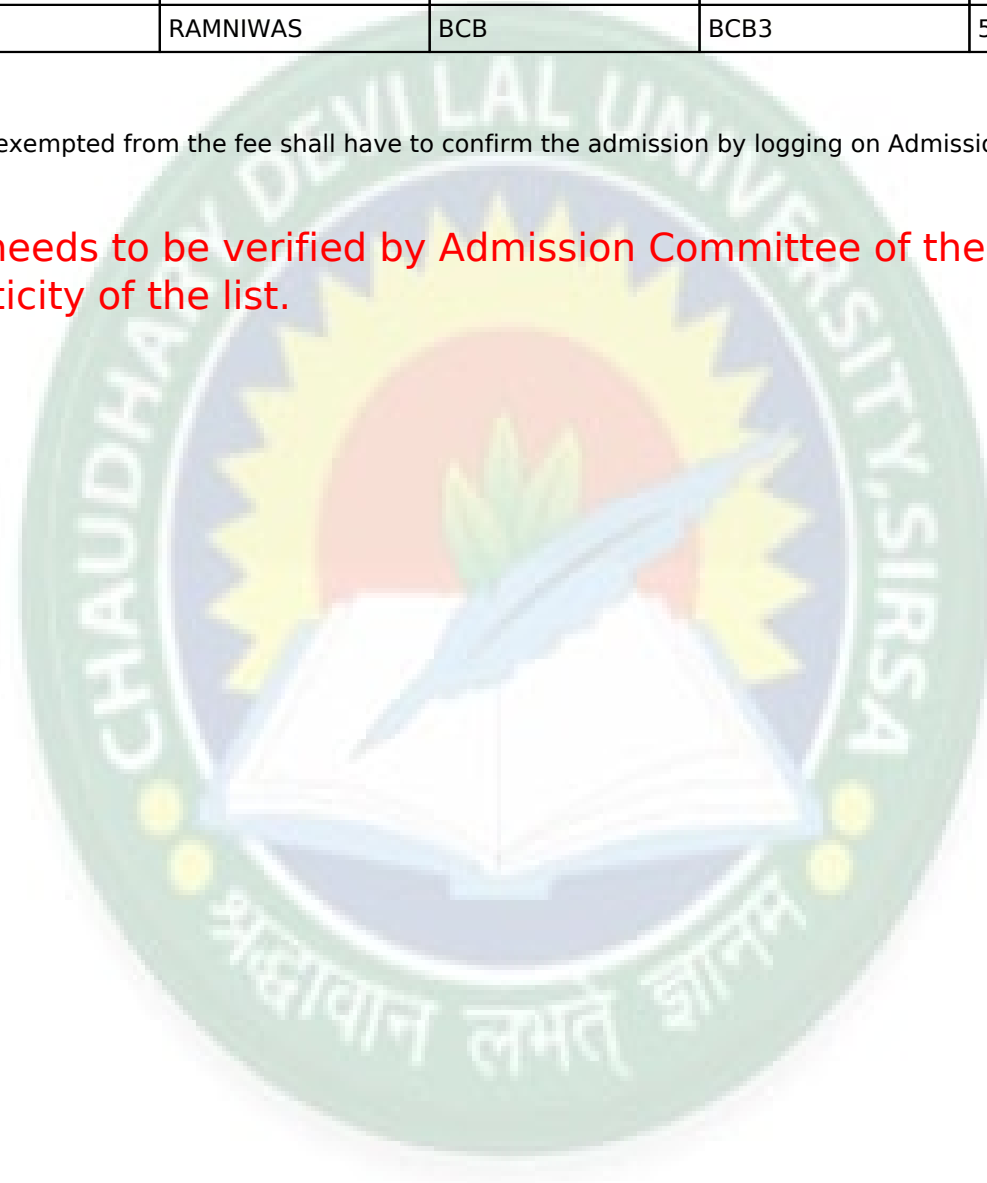 RAMNIWAS BCB BCB3 5
exempted from the fee shall have to confirm the admission by logging on Admissio
needs to be verified by Admission Committee of the
ticity of the list.
CHAUDHARY DEVI LAL UNIVERSITY, SIRSA
श्रद्धावान लभते ज्ञानम